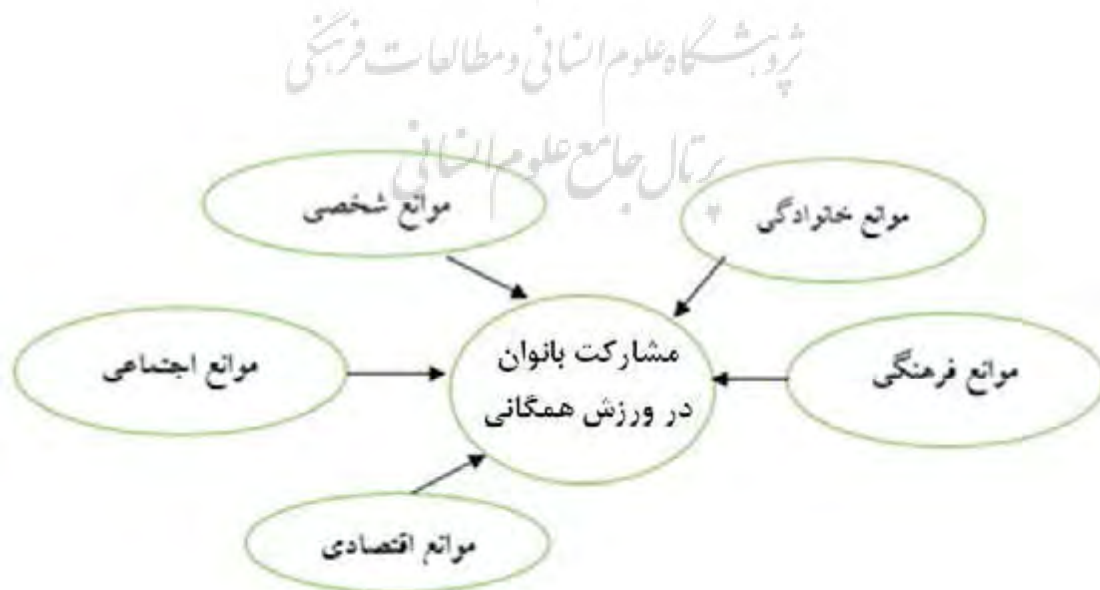 پژوهشگاه علوم انسانی و مطالعات فرهنگی
پرتال جامع علوم انسانی
موانع خانوادگی
موانع شخصی
مشارکت بانوان
در ورزش همگانی
موانع فرهنگی
موانع اجتماعی
موانع اقتصادی